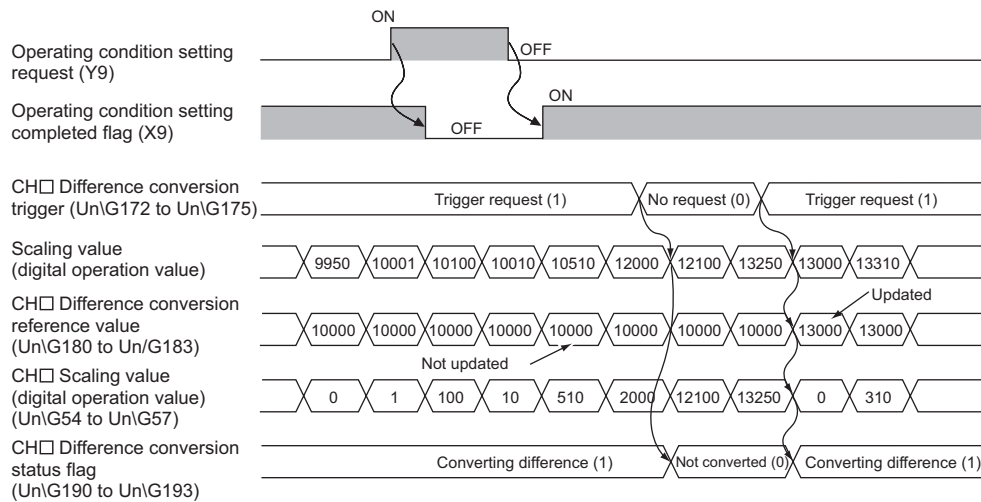 ON
Operating condition setting
request (Y9)
OFF
Operating condition setting
completed flag (X9)
ON
OFF
CH□ Difference conversion
trigger (Un\G172 to Un\G175)
Trigger request (1) No request (0) Trigger request (1)
Scaling value
(digital operation value)
9950 10001 10100 10010 10510 12000 12100 13250 13000 13310
CH□ Difference conversion
reference value
(Un\G180 to Un/G183)
Updated
10000 10000 10000 10000 10000 10000 10000 10000 13000 13000
Not updated
CH□ Scaling value
(digital operation value)
(Un\G54 to Un\G57)
0 1 100 10 510 2000 12100 13250 0 310
CH□ Difference conversion
status flag
(Un\G190 to Un\G193)
Converting difference (1) Not converted (0) Converting difference (1)